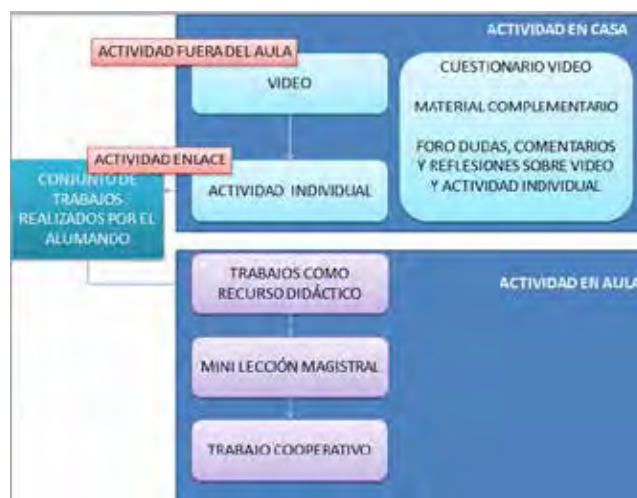 ACTIVIDAD EN CASA
ACTIVIDAD FUERA DEL AULA
VIDEO
CUESTIONARIO VIDEO
MATERIAL COMPLEMENTARIO
FORO DUDAS, COMENTARIOS
Y REFLESIONES SOBRE VIDEO
Y ACTIVIDAD INDIVIDUAL
ACTIVIDAD ENLACE
ACTIVIDAD INDIVIDUAL
CONJUNTO DE
TRABAJOS
REALIZADOS POR EL
ALUMANDO
TRABAJOS COMO
RECURSO DIDÁCTICO
ACTIVIDAD EN AULA
MINI LECCIÓN MAGISTRAL
TRABAJO COOPERATIVO